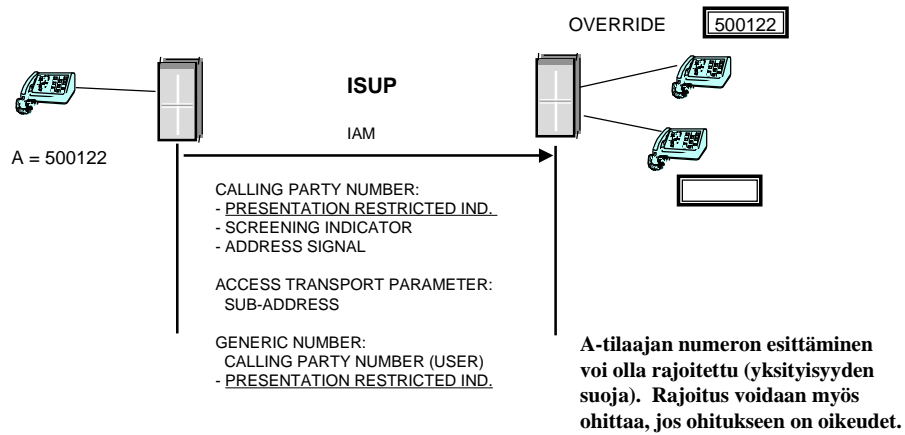 OVERRIDE 500122
ISUP
IAM
A = 500122
CALLING PARTY NUMBER:
- PRESENTATION RESTRICTED IND.
- SCREENING INDICATOR
- ADDRESS SIGNAL
ACCESS TRANSPORT PARAMETER:
SUB-ADDRESS
GENERIC NUMBER:
CALLING PARTY NUMBER (USER)
- PRESENTATION RESTRICTED IND.
A-tilaajan numeron esittäminen
voi olla rajoitettu (yksityisyyden
suoja). Rajoitus voidaan myös
ohittaa, jos ohitukseen on oikeudet.